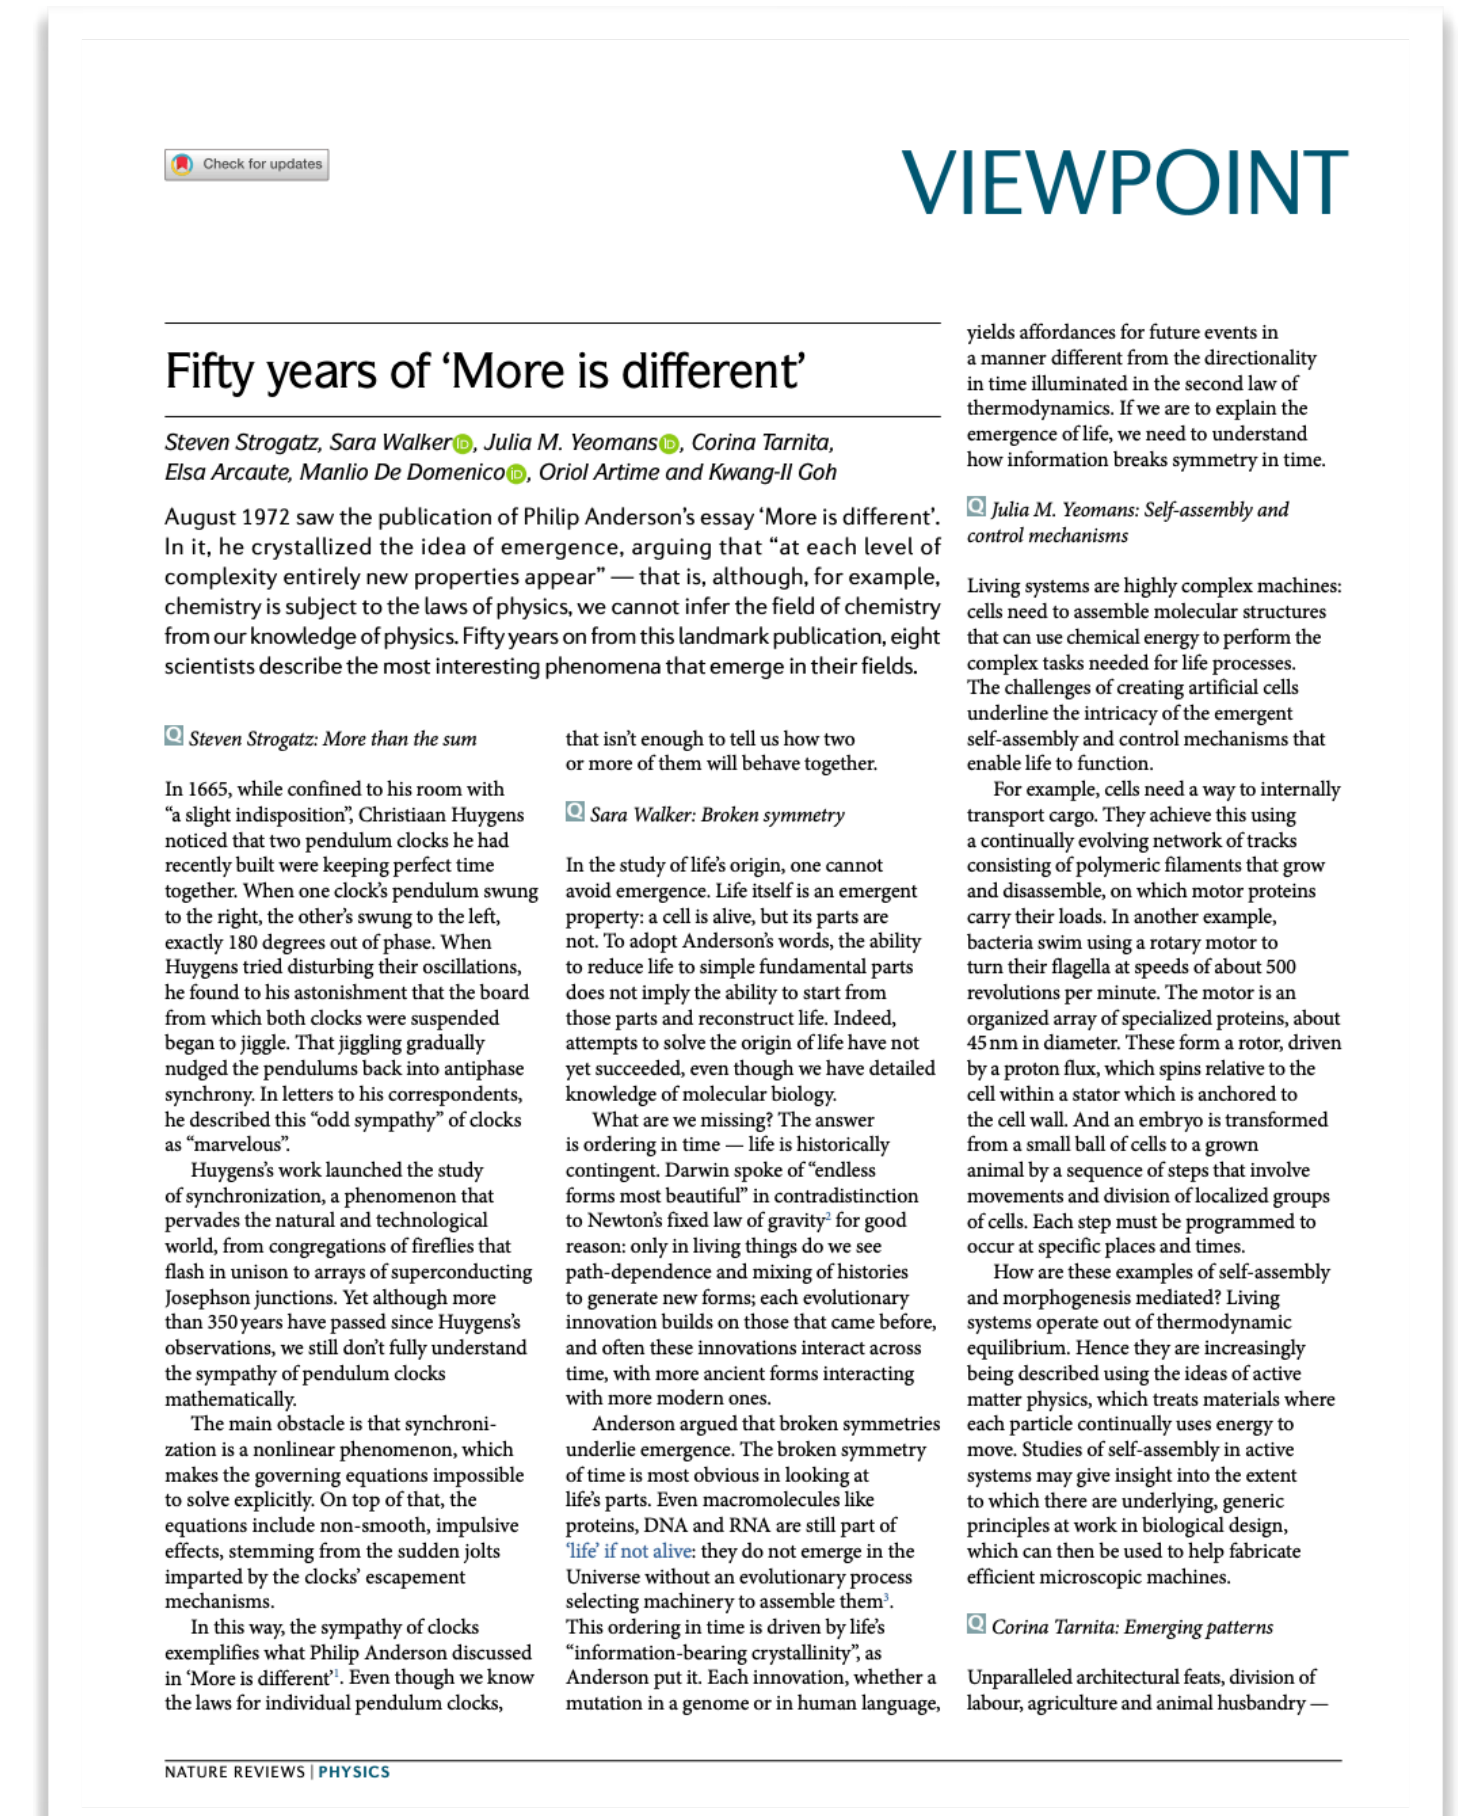 Check for updates
VIEWPOINT
Fifty years of ‘More is different’
Steven Strogatz, Sara Walker iD, Julia M. Yeomans iD, Corina Tarnita,
Elsa Arcaute, Manlio De Domenico iD, Oriol Artime and Kwang-Il Goh
August 1972 saw the publication of Philip Anderson’s essay ‘More is different’.
In it, he crystallized the idea of emergence, arguing that “at each level of
complexity entirely new properties appear” — that is, although, for example,
chemistry is subject to the laws of physics, we cannot infer the field of chemistry
from our knowledge of physics. Fifty years on from this landmark publication, eight
scientists describe the most interesting phenomena that emerge in their fields.
Q Steven Strogatz: More than the sum
In 1665, while confined to his room with
“a slight indisposition”, Christiaan Huygens
noticed that two pendulum clocks he had
recently built were keeping perfect time
together. When one clock’s pendulum swung
to the right, the other’s swung to the left,
exactly 180 degrees out of phase. When
Huygens tried disturbing their oscillations,
he found to his astonishment that the board
from which both clocks were suspended
began to jiggle. That jiggling gradually
nudged the pendulums back into antiphase
synchrony. In letters to his correspondents,
he described this “odd sympathy” of clocks
as “marvelous”.
Huygens’s work launched the study
of synchronization, a phenomenon that
pervades the natural and technological
world, from congregations of fireflies that
flash in unison to arrays of superconducting
Josephson junctions. Yet although more
than 350 years have passed since Huygens’s
observations, we still don’t fully understand
the sympathy of pendulum clocks
mathematically.
The main obstacle is that synchroni-
zation is a nonlinear phenomenon, which
makes the governing equations impossible
to solve explicitly. On top of that, the
equations include non-smooth, impulsive
effects, stemming from the sudden jolts
imparted by the clocks’ escapement
mechanisms.
In this way, the sympathy of clocks
exemplifies what Philip Anderson discussed
in ‘More is different’1. Even though we know
the laws for individual pendulum clocks,
that isn’t enough to tell us how two
or more of them will behave together.
Q Sara Walker: Broken symmetry
In the study of life’s origin, one cannot
avoid emergence. Life itself is an emergent
property: a cell is alive, but its parts are
not. To adopt Anderson’s words, the ability
to reduce life to simple fundamental parts
does not imply the ability to start from
those parts and reconstruct life. Indeed,
attempts to solve the origin of life have not
yet succeeded, even though we have detailed
knowledge of molecular biology.
What are we missing? The answer
is ordering in time — life is historically
contingent. Darwin spoke of “endless
forms most beautiful” in contradistinction
to Newton’s fixed law of gravity2 for good
reason: only in living things do we see
path-dependence and mixing of histories
to generate new forms; each evolutionary
innovation builds on those that came before,
and often these innovations interact across
time, with more ancient forms interacting
with more modern ones.
Anderson argued that broken symmetries
underlie emergence. The broken symmetry
of time is most obvious in looking at
life’s parts. Even macromolecules like
proteins, DNA and RNA are still part of
‘life’ if not alive: they do not emerge in the
Universe without an evolutionary process
selecting machinery to assemble them3.
This ordering in time is driven by life’s
“information-bearing crystallinity”, as
Anderson put it. Each innovation, whether a
mutation in a genome or in human language,
yields affordances for future events in
a manner different from the directionality
in time illuminated in the second law of
thermodynamics. If we are to explain the
emergence of life, we need to understand
how information breaks symmetry in time.
Q Julia M. Yeomans: Self-assembly and
control mechanisms
Living systems are highly complex machines:
cells need to assemble molecular structures
that can use chemical energy to perform the
complex tasks needed for life processes.
The challenges of creating artificial cells
underline the intricacy of the emergent
self-assembly and control mechanisms that
enable life to function.
For example, cells need a way to internally
transport cargo. They achieve this using
a continually evolving network of tracks
consisting of polymeric filaments that grow
and disassemble, on which motor proteins
carry their loads. In another example,
bacteria swim using a rotary motor to
turn their flagella at speeds of about 500
revolutions per minute. The motor is an
organized array of specialized proteins, about
45 nm in diameter. These form a rotor, driven
by a proton flux, which spins relative to the
cell within a stator which is anchored to
the cell wall. And an embryo is transformed
from a small ball of cells to a grown
animal by a sequence of steps that involve
movements and division of localized groups
of cells. Each step must be programmed to
occur at specific places and times.
How are these examples of self-assembly
and morphogenesis mediated? Living
systems operate out of thermodynamic
equilibrium. Hence they are increasingly
being described using the ideas of active
matter physics, which treats materials where
each particle continually uses energy to
move. Studies of self-assembly in active
systems may give insight into the extent
to which there are underlying, generic
principles at work in biological design,
which can then be used to help fabricate
efficient microscopic machines.
Q Corina Tarnita: Emerging patterns
Unparalleled architectural feats, division of
labour, agriculture and animal husbandry —
NATURE REVIEWS | PHYSICS